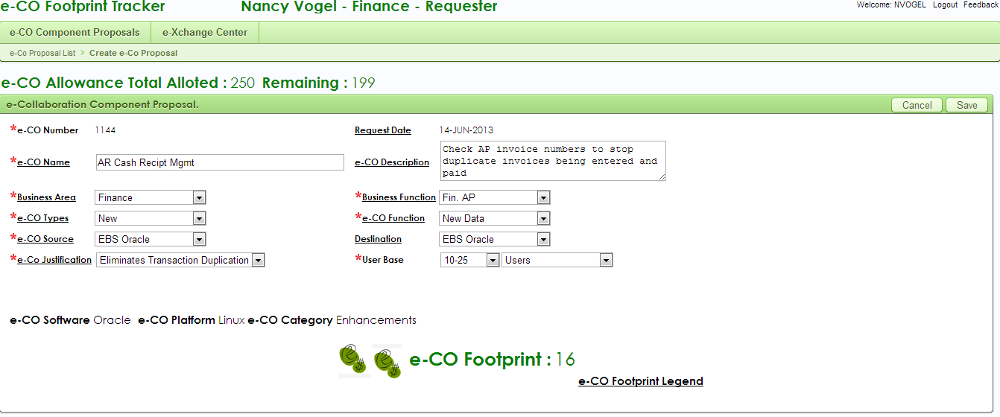 e-CO Footprint Tracker Nancy Vogel - Finance - Requester Welcome: NVOGEL Logout Feedback
e-CO Component Proposals e-Xchange Center
e-Co Proposal List > Create e-Co Proposal
e-CO Allowance Total Alloted : 250 Remaining : 199
e-Collaboration Component Proposal. Cancel Save
*e-CO Number 1144 Request Date 14-JUN-2013
*e-CO Name AR Cash Recipt Mgmt e-CO Description Check AP invoice numbers to stop
duplicate invoices being entered and
paid
*Business Area Finance *Business Function Fin. AP
*e-CO Types New *e-CO Function New Data
*e-CO Source EBS Oracle Destination EBS Oracle
*e-Co Justification Eliminates Transaction Duplication *User Base 10-25 Users
e-CO Software Oracle e-CO Platform Linux e-CO Category Enhancements
e-CO Footprint : 16
e-CO Footprint Legend